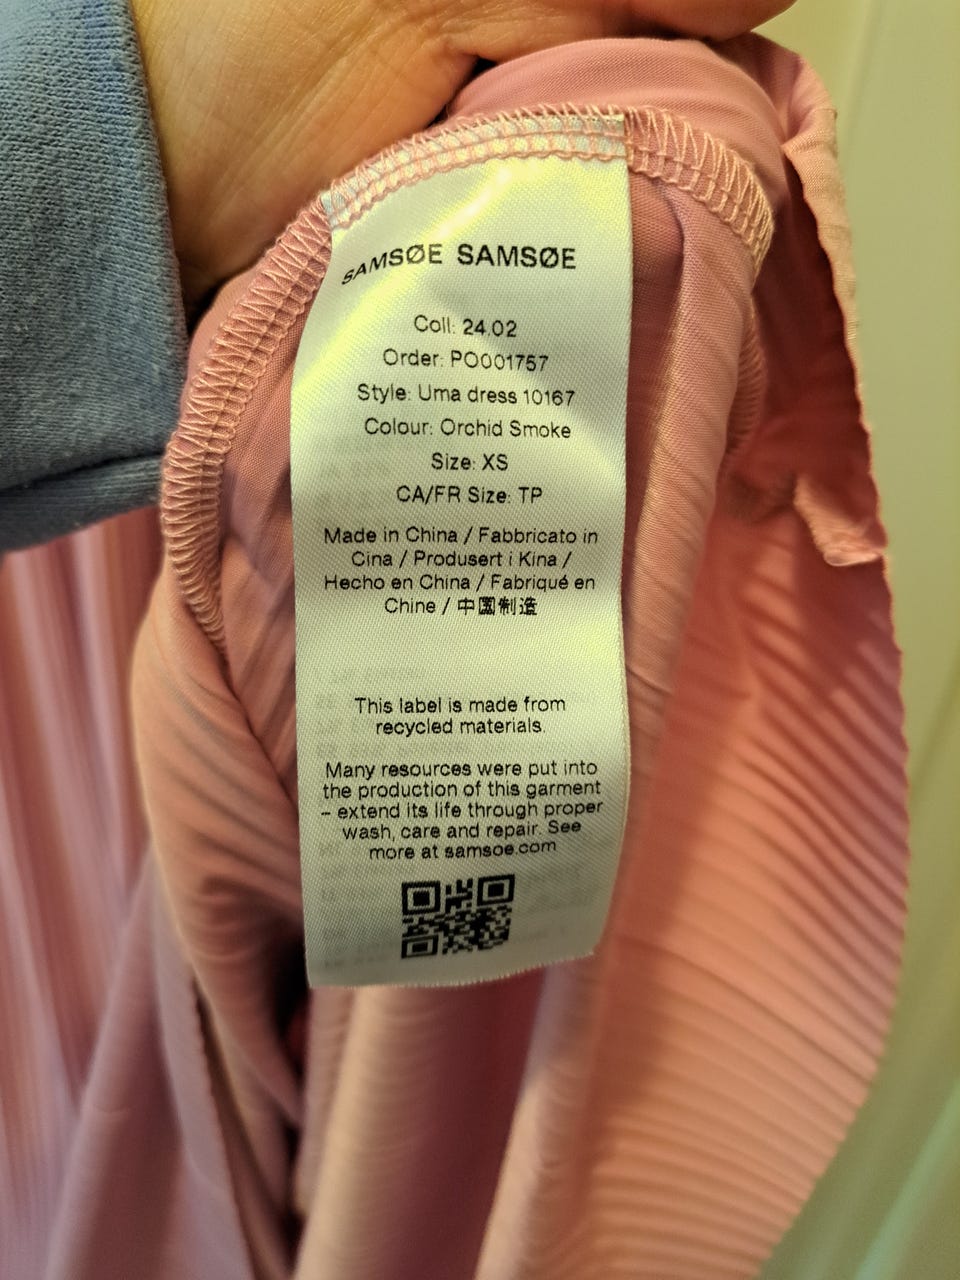 SAMSØE SAMSØE
Coll: 24.02
Order: PO001757
Style: Uma dress 10167
Colour: Orchid Smoke
Size: XS
CA/FR Size: TP
Made in China / Fabbricato in
Cina / Produsert i Kina /
Hecho en China / Fabriqué en
Chine / 中國制造
This label is made from
recycled materials.
Many resources were put into
the production of this garment
– extend its life through proper
wash, care and repair. See
more at samsoe.com